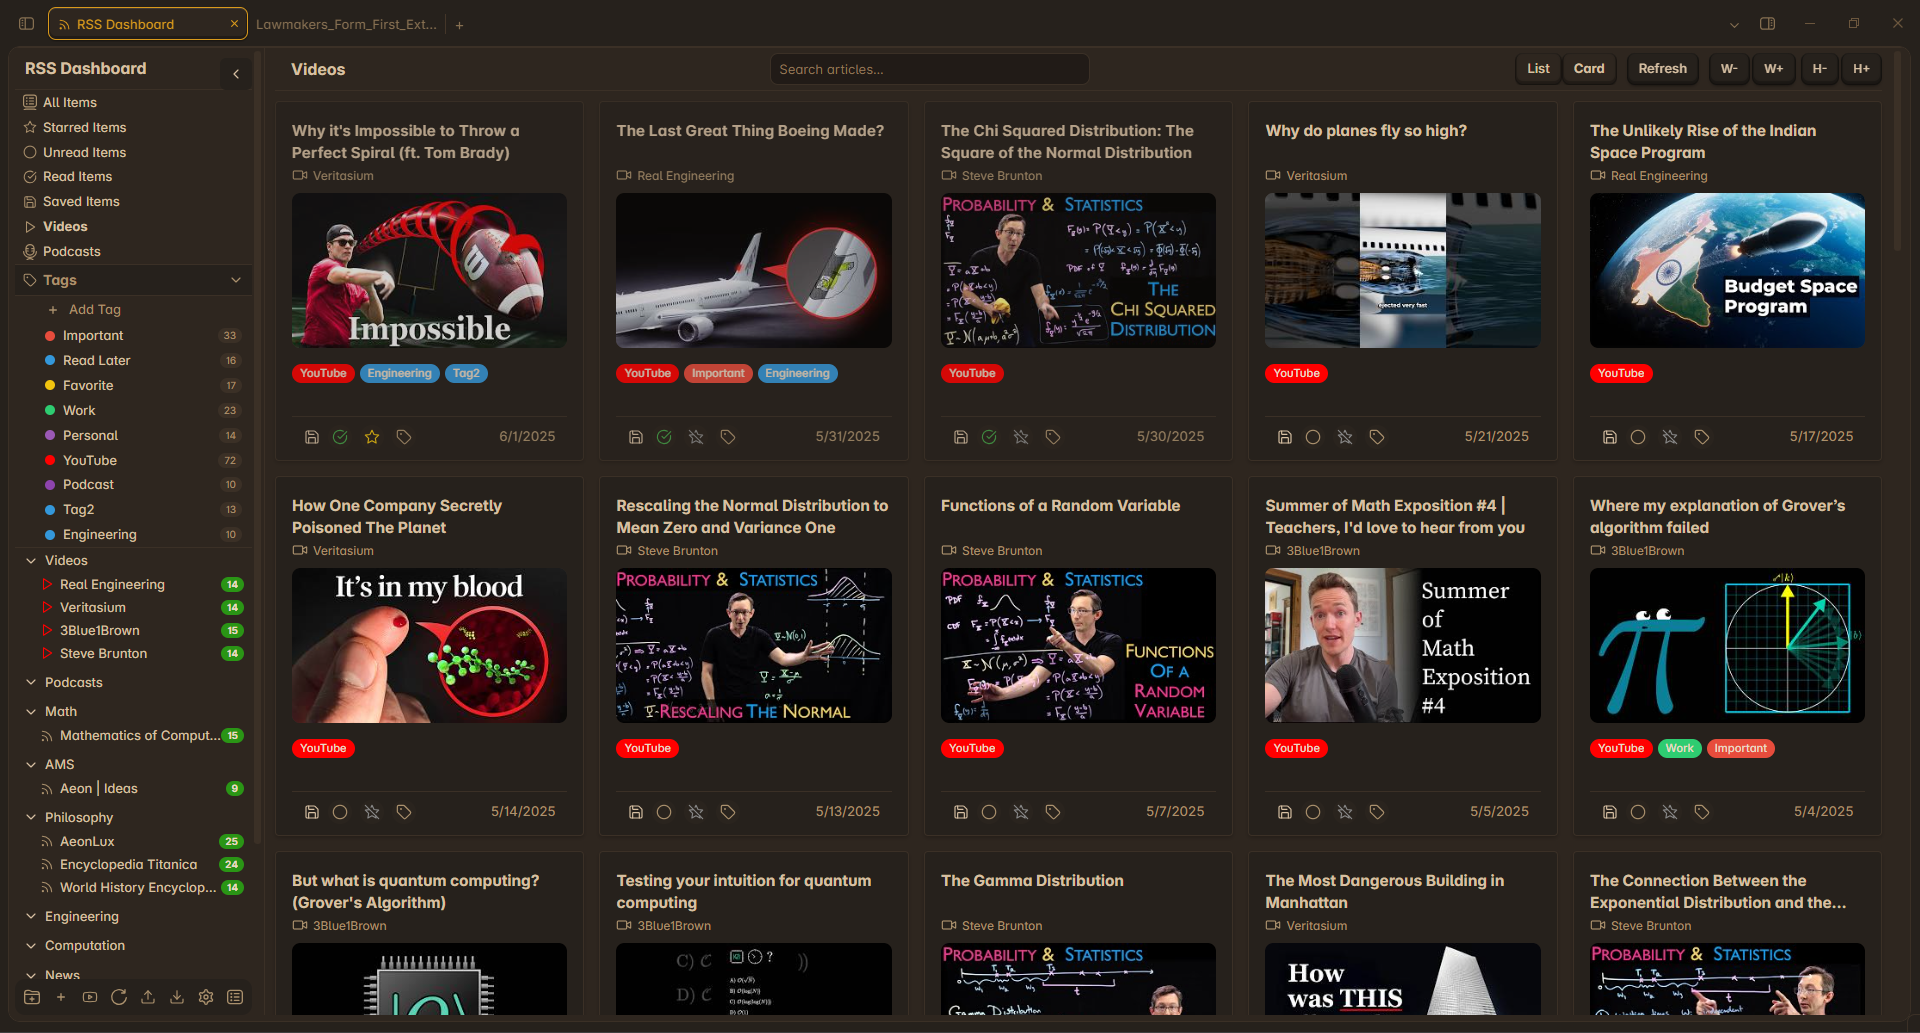 RSS Dashboard
Lawmakers_Form_First_Ext...
RSS Dashboard
All Items
Starred Items
Unread Items
Read Items
Saved Items
Videos
Podcasts
Tags
Add Tag
Important 33
Read Later 16
Favorite 17
Work 23
Personal 14
YouTube 72
Podcast 10
Tag2 13
Engineering 10
Videos
Real Engineering 14
Veritasium 14
3Blue1Brown 15
Steve Brunton 14
Podcasts
Math
Mathematics of Comput... 15
AMS
Aeon | Ideas 9
Philosophy
AeonLux 25
Encyclopedia Titanica 24
World History Encyclop... 14
Engineering
Computation
News
Videos
Search articles...
List Card Refresh W- W+ H- H+
Why it's Impossible to Throw a
Perfect Spiral (ft. Tom Brady)
Veritasium
Impossible
YouTube Engineering Tag2
6/1/2025
The Last Great Thing Boeing Made?
Real Engineering
YouTube Important Engineering
5/31/2025
The Chi Squared Distribution: The
Square of the Normal Distribution
Steve Brunton
PROBABILITY & STATISTICS
THE
CHI SQUARED
DISTRIBUTION
YouTube
5/30/2025
Why do planes fly so high?
Veritasium
ejected very fast
YouTube
5/21/2025
The Unlikely Rise of the Indian
Space Program
Real Engineering
Budget Space
Program
YouTube
5/17/2025
How One Company Secretly
Poisoned The Planet
Veritasium
It's in my blood
YouTube
5/14/2025
Rescaling the Normal Distribution to
Mean Zero and Variance One
Steve Brunton
PROBABILITY & STATISTICS
RESCALING THE NORMAL
YouTube
5/13/2025
Functions of a Random Variable
Steve Brunton
PROBABILITY & STATISTICS
FUNCTIONS
OF A
RANDOM
VARIABLE
YouTube
5/7/2025
Summer of Math Exposition #4 |
Teachers, I'd love to hear from you
3Blue1Brown
Summer
of
Math
Exposition
#4
YouTube
5/5/2025
Where my explanation of Grover’s
algorithm failed
3Blue1Brown
YouTube Work Important
5/4/2025
But what is quantum computing?
(Grover's Algorithm)
3Blue1Brown
Testing your intuition for quantum
computing
3Blue1Brown
The Gamma Distribution
Steve Brunton
PROBABILITY & STATISTICS
Gamma Distribution
The Most Dangerous Building in
Manhattan
Veritasium
How
was THIS
The Connection Between the
Exponential Distribution and the...
Steve Brunton
PROBABILITY & STATISTICS